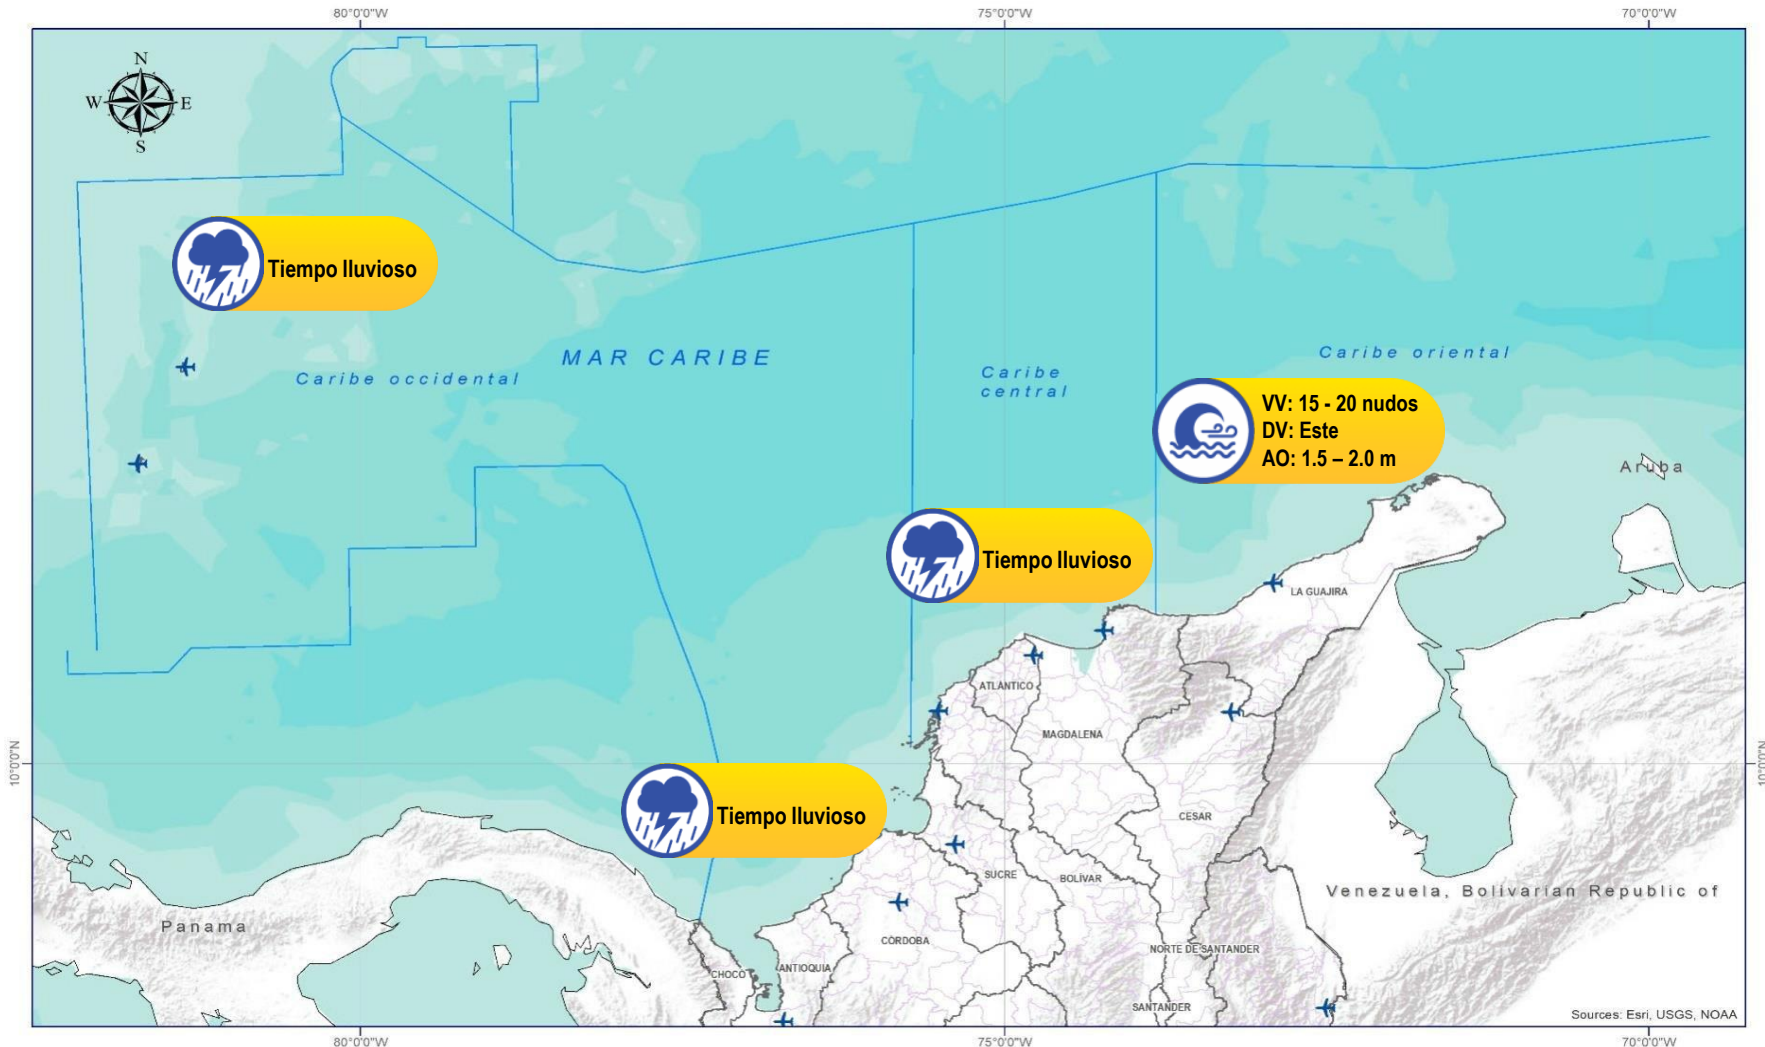 80°0'0"W
75°0'0"W
70°0'0"W
N
W
E
S
Tiempo lluvioso
MAR CARIBE
Caribe occidental
Caribe
central
Caribe oriental
VV: 15 - 20 nudos
DV: Este
AO: 1.5 – 2.0 m
Aruba
Tiempo lluvioso
LA GUAJIRA
ATLANTICO
MAGDALENA
10°0'0"N
10°0'0"N
Tiempo lluvioso
CESAR
SUCRE
BOLÍVAR
Venezuela, Bolivarian Republic of
Panama
CÓRDOBA
NORTE DE SANTANDER
CHOCO
ANTIOQUIA
SANTANDER
Sources: Esri, USGS, NOAA
80°0'0"W
75°0'0"W
70°0'0"W